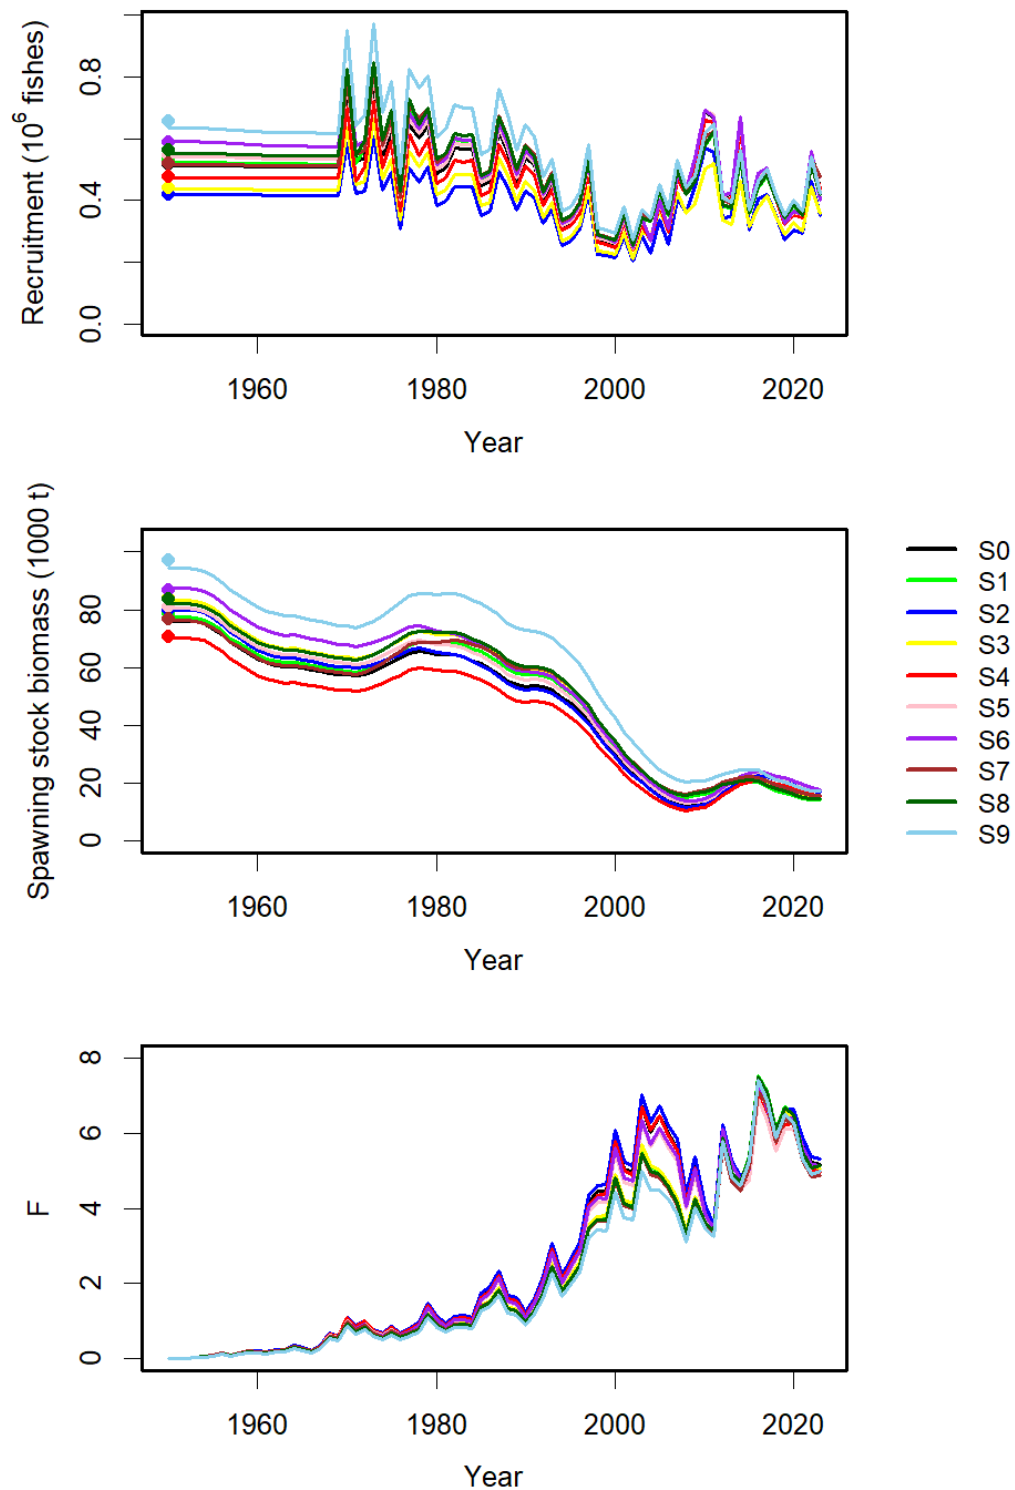 Recruitment (10⁶ fishes)
0.8
0.4
0.0
1960 1980 2000 2020
Year
Spawning stock biomass (1000 t)
80
60
40
20
0
1960 1980 2000 2020
Year
S0
S1
S2
S3
S4
S5
S6
S7
S8
S9
F
8
6
4
2
0
1960 1980 2000 2020
Year